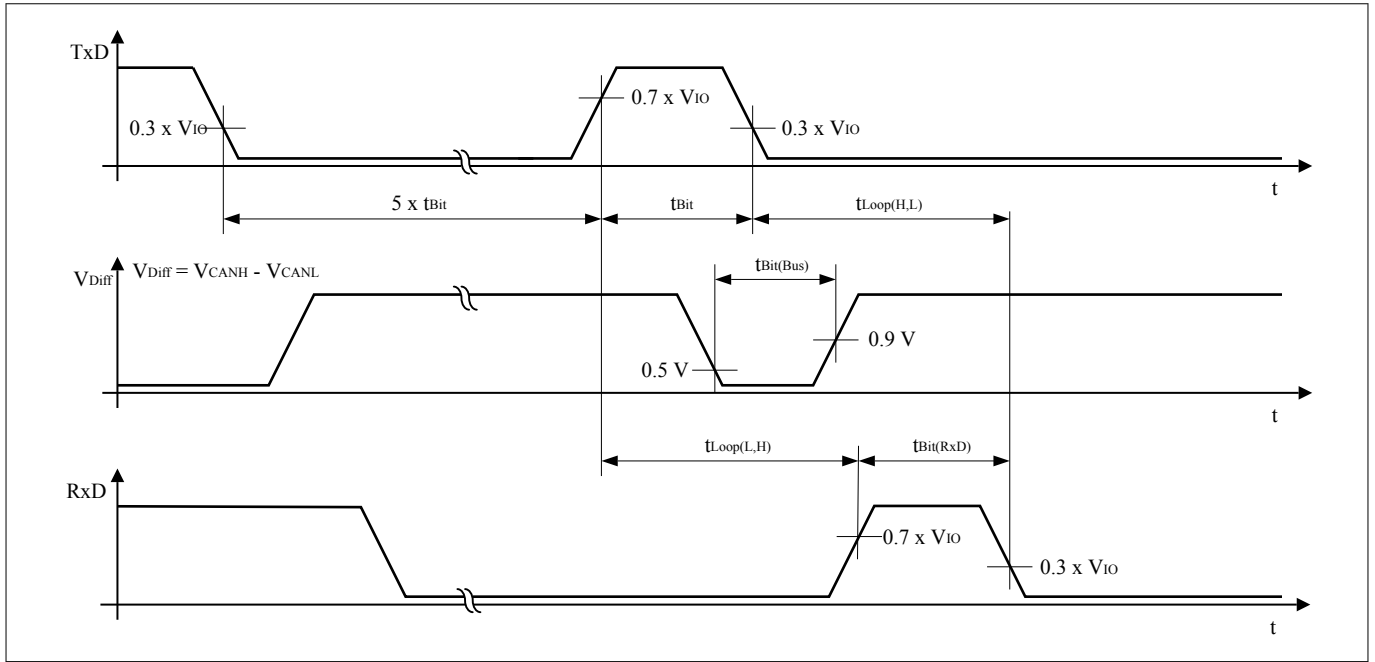 TxD
0.7 x VIO
0.3 x VIO
0.3 x VIO
t
5 x tBit
tBit
tLoop(H,L)
VDiff
VDiff = VCANH - VCANL
tBit(Bus)
0.9 V
0.5 V
t
tLoop(L,H)
tBit(RxD)
RxD
0.7 x VIO
0.3 x VIO
t